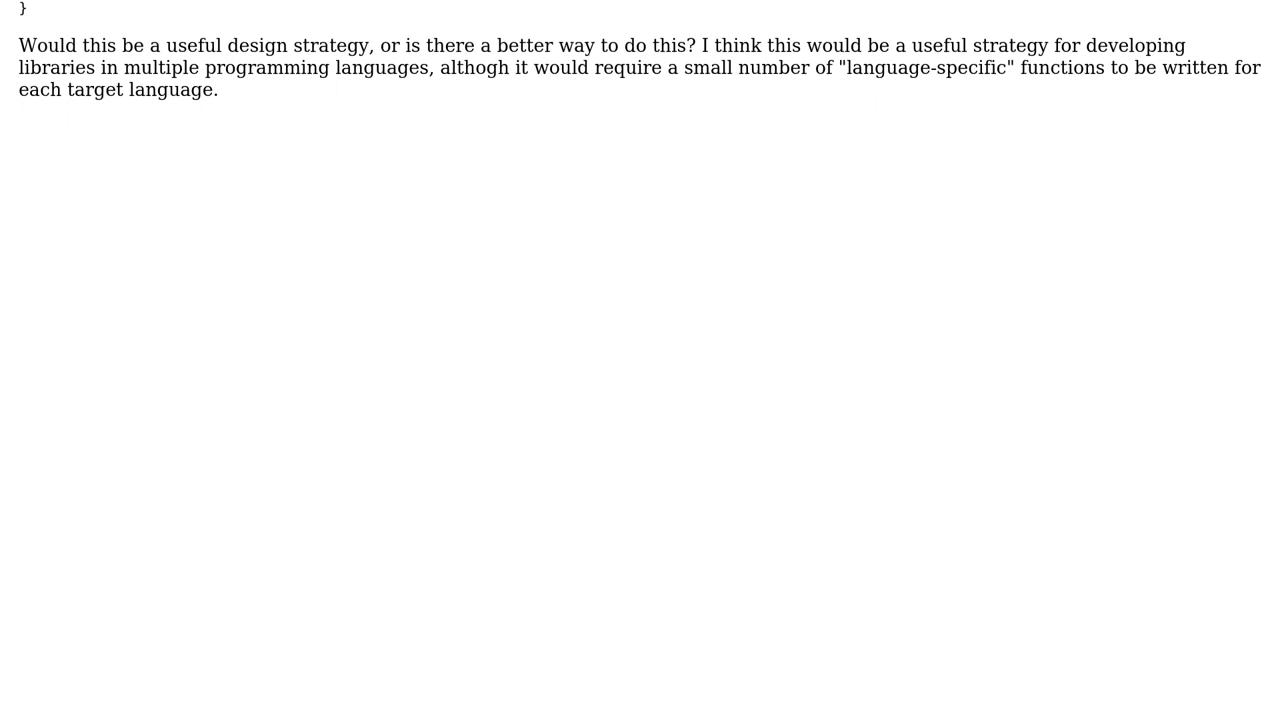 }
Would this be a useful design strategy, or is there a better way to do this? I think this would be a useful strategy for developing
libraries in multiple programming languages, althogh it would require a small number of "language-specific" functions to be written for
each target language.